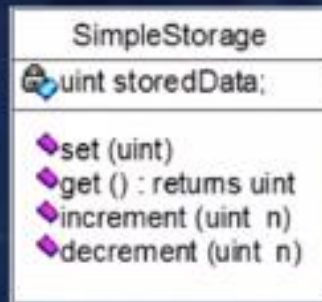 SimpleStorage
uint storedData;
set (uint)
get () : returns uint
increment (uint n)
decrement (uint n)